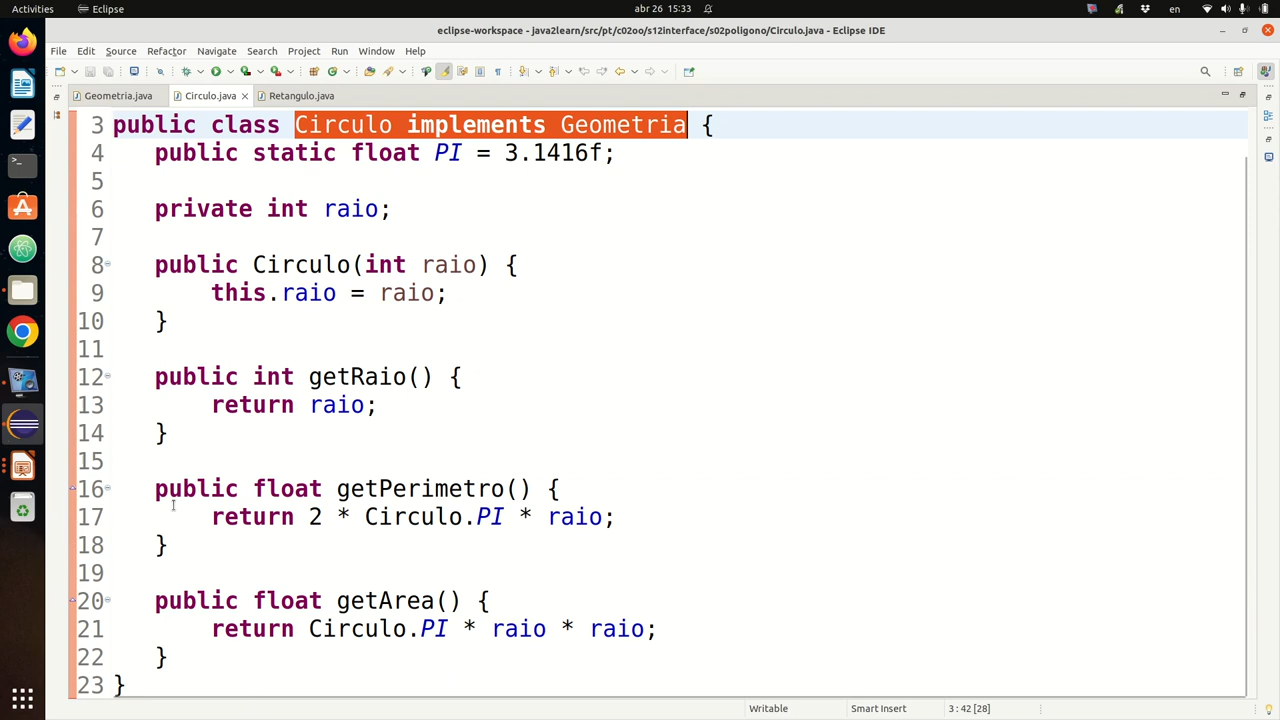 Activities Eclipse abr 26 15:33 en
eclipse-workspace - java2learn/src/pt/c02oo/s12interface/s02poligono/Circulo.java - Eclipse IDE
File Edit Source Refactor Navigate Search Project Run Window Help
Geometria.java Circulo.java Retangulo.java
3 public class Circulo implements Geometria {
4 public static float PI = 3.1416f;
5
6 private int raio;
7
8 public Circulo(int raio) {
9 this.raio = raio;
10 }
11
12 public int getRaio() {
13 return raio;
14 }
15
16 public float getPerimetro() {
17 return 2 * Circulo.PI * raio;
18 }
19
20 public float getArea() {
21 return Circulo.PI * raio * raio;
22 }
23 }
Writable Smart Insert 3 : 42 [28]